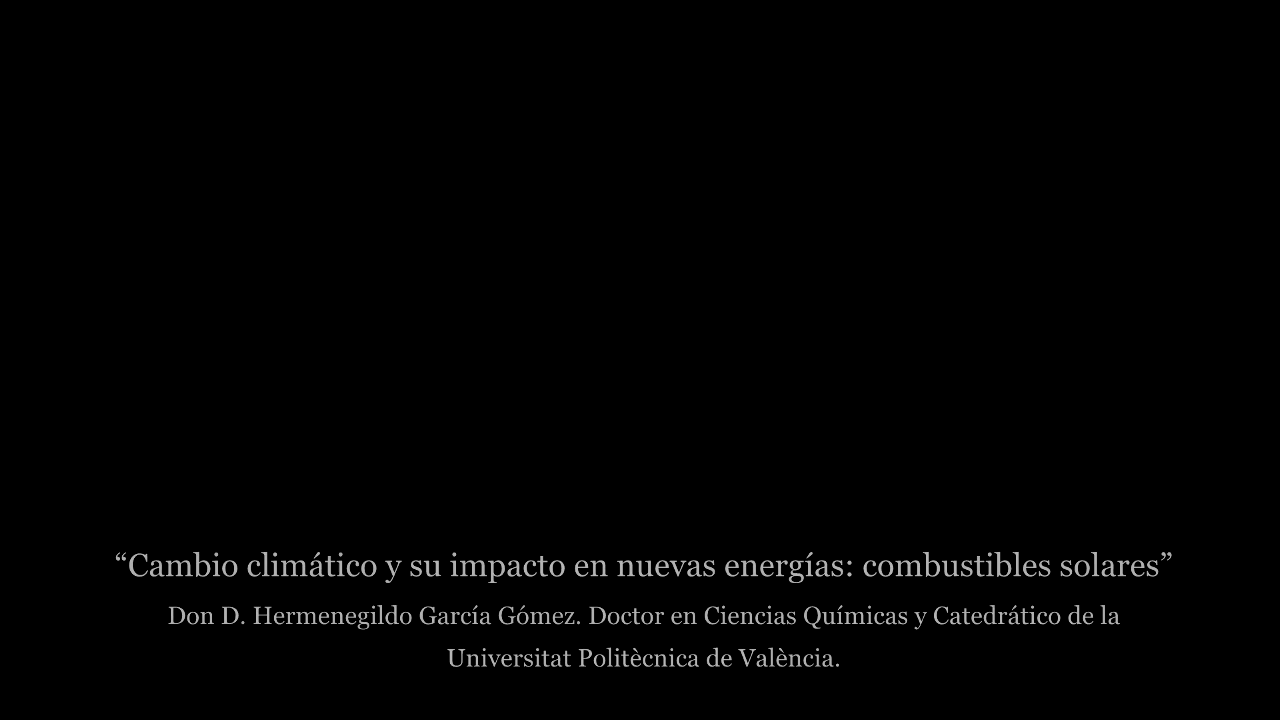 “Cambio climático y su impacto en nuevas energías: combustibles solares”
Don D. Hermenegildo García Gómez. Doctor en Ciencias Químicas y Catedrático de la
Universitat Politècnica de València.